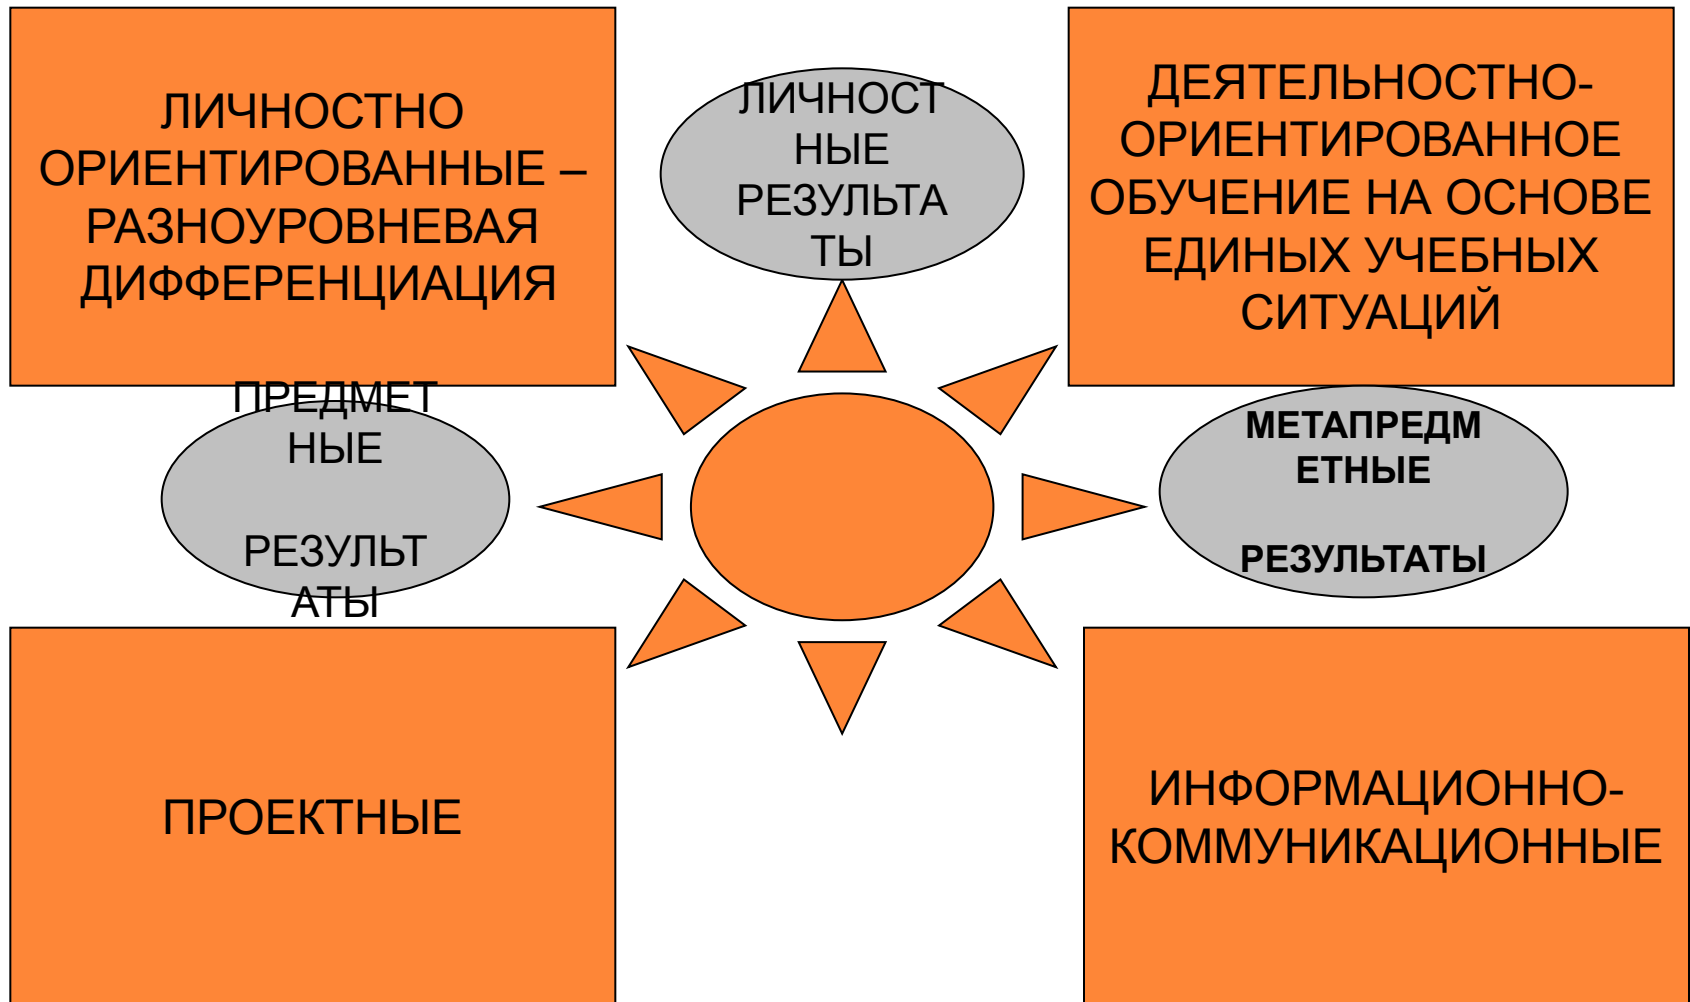 ЛИЧНОСТНО
ОРИЕНТИРОВАННЫЕ –
РАЗНОУРОВНЕВАЯ
ДИФФЕРЕНЦИАЦИЯ
ЛИЧНОСТ
НЫЕ
РЕЗУЛЬТА
ТЫ
ДЕЯТЕЛЬНОСТНО-
ОРИЕНТИРОВАННОЕ
ОБУЧЕНИЕ НА ОСНОВЕ
ЕДИНЫХ УЧЕБНЫХ
СИТУАЦИЙ
ПРЕДМЕТ
НЫЕ
РЕЗУЛЬТ
АТЫ
МЕТАПРЕДМ
ЕТНЫЕ
РЕЗУЛЬТАТЫ
ПРОЕКТНЫЕ
ИНФОРМАЦИОННО-
КОММУНИКАЦИОННЫЕ